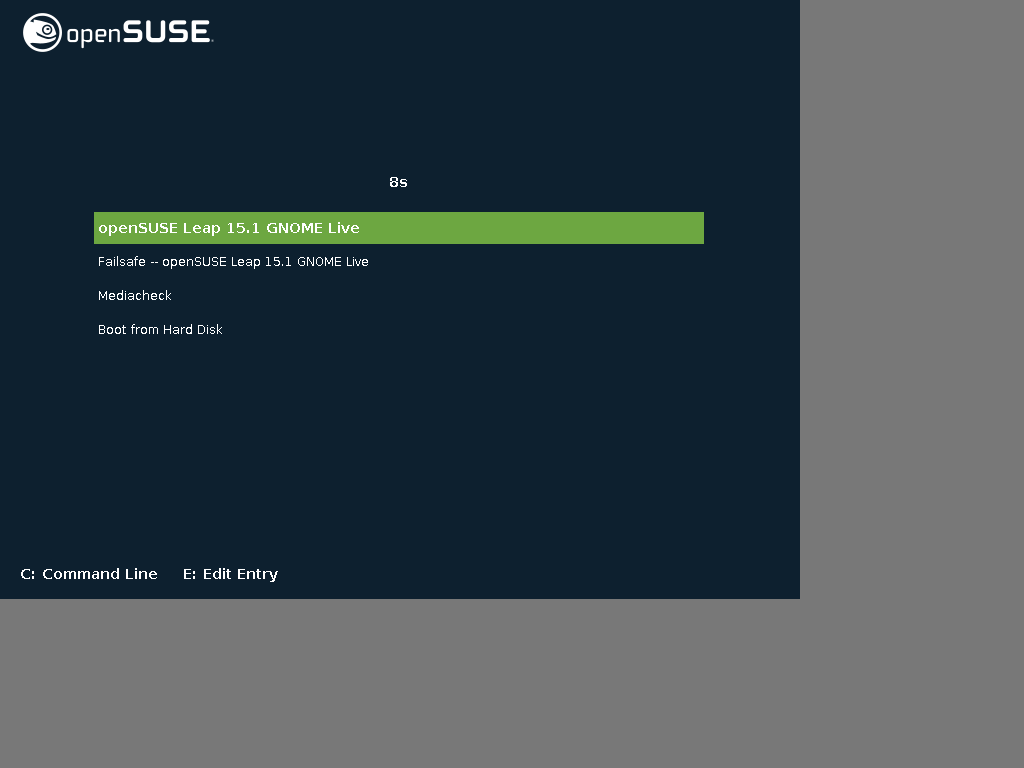 openSUSE.
8s
openSUSE Leap 15.1 GNOME Live
Failsafe -- openSUSE Leap 15.1 GNOME Live
Mediacheck
Boot from Hard Disk
C: Command Line E: Edit Entry